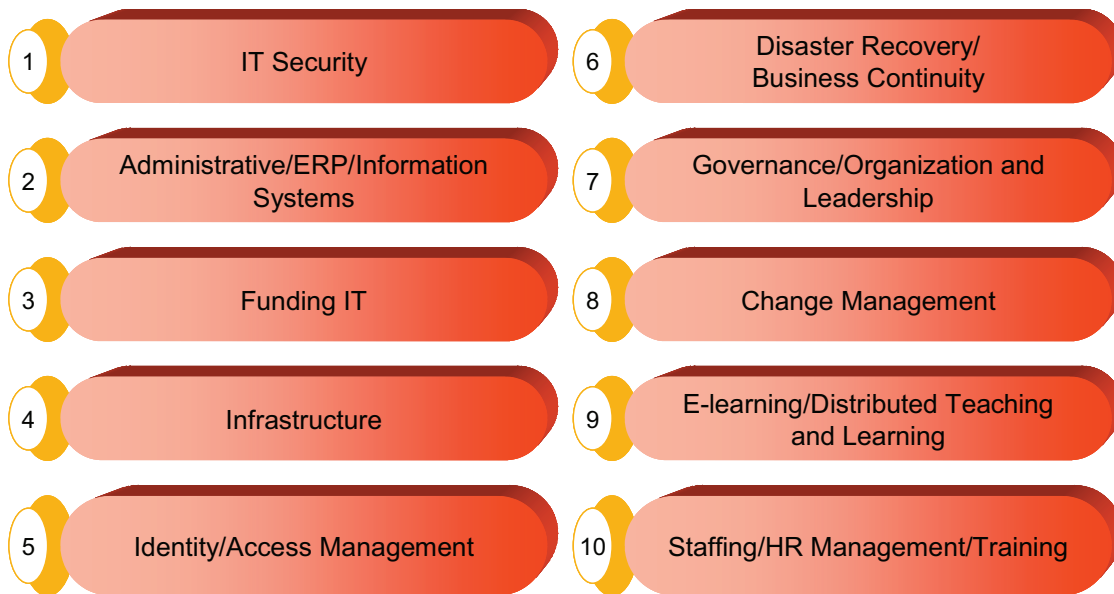 1
IT Security
2
Administrative/ERP/Information
Systems
3
Funding IT
4
Infrastructure
5
Identity/Access Management
6
Disaster Recovery/
Business Continuity
7
Governance/Organization and
Leadership
8
Change Management
9
E-learning/Distributed Teaching
and Learning
10
Staffing/HR Management/Training